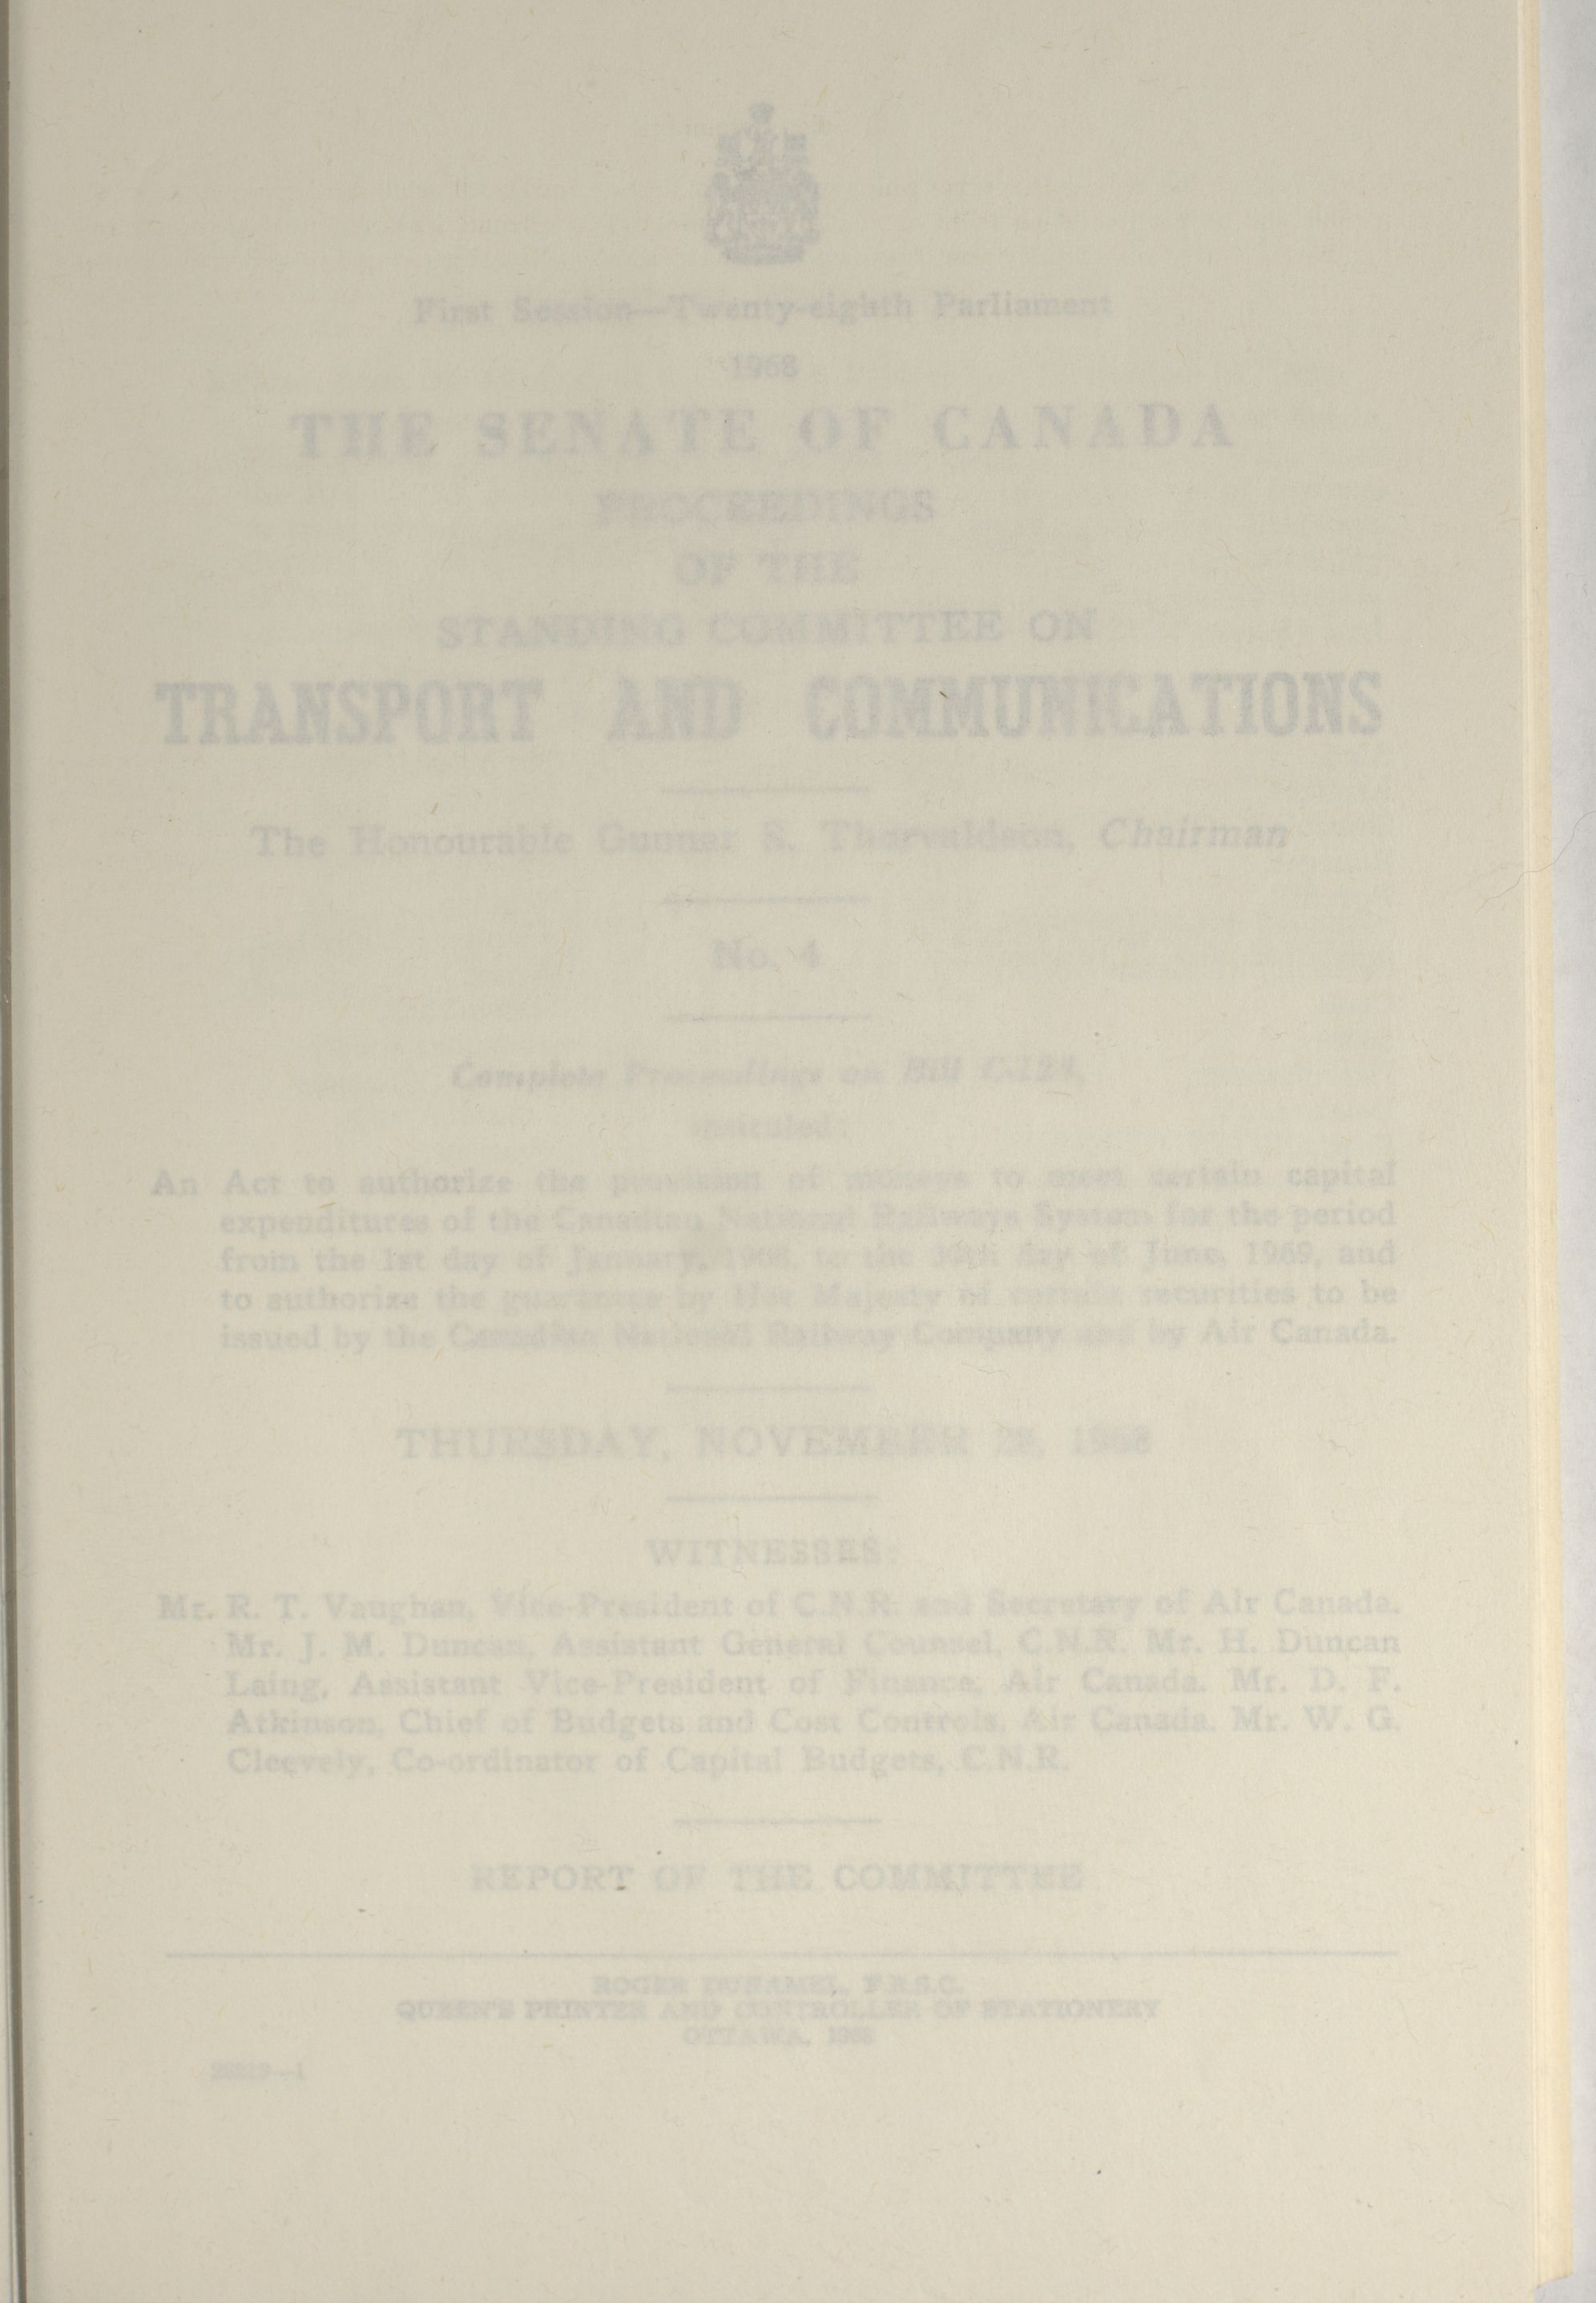 First Session—Twenty-eighth Parliament
1968
THE SENATE OF CANADA
PROCEEDINGS
OF THE
STANDING COMMITTEE ON
TRANSPORT AND COMMUNICATIONS
The Honourable Gunnar S. Thorvaldson, Chairman
No. 4
Complete Proceedings on Bill
intituled:
An Act to authorize the provision of moneys to meet certain capital
expenditures of the Canadian National Railways System for the period
from the 1st day of January, 1968, to the 30th day of June, 1969, and
to authorize the guarantee by Her Majesty of certain securities to be
issued by the Canadian National Railway Company and by Air Canada.
THURSDAY, NOVEMBER 28, 1968
WITNESSES:
Mr. R. T. Vaughan, Vice-President of C.N.R. and Secretary of Air Canada.
Mr. J. M. Duncan, Assistant General Counsel, C.N.R. Mr. H. Duncan
Laing, Assistant Vice-President of Finance, Air Canada. Mr. D. F.
Atkinson, Chief of Budgets and Cost Controls, Air Canada. Mr. W. G.
Cleevely, Co-ordinator of Capital Budgets, C.N.R.
REPORT OF THE COMMITTEE
ROGER DUHAMEL, F.R.S.C.
QUEEN'S PRINTER AND CONTROLLER OF STATIONERY
OTTAWA, 1968